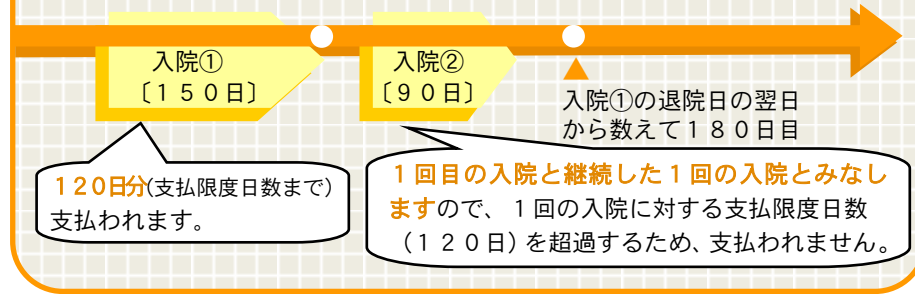 入院①
〔１５０日〕
入院②
〔９０日〕
入院①の退院日の翌日
から数えて１８０日目
１２０日分(支払限度日数まで)
支払われます。
１回目の入院と継続した１回の入院とみなし
ますので、１回の入院に対する支払限度日数
（１２０日）を超過するため、支払われません。